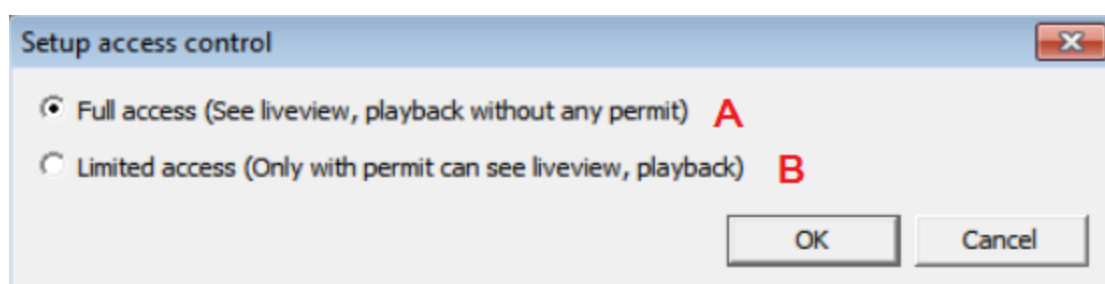 Setup access control
Full access (See liveview, playback without any permit) A
Limited access (Only with permit can see liveview, playback) B
OK Cancel